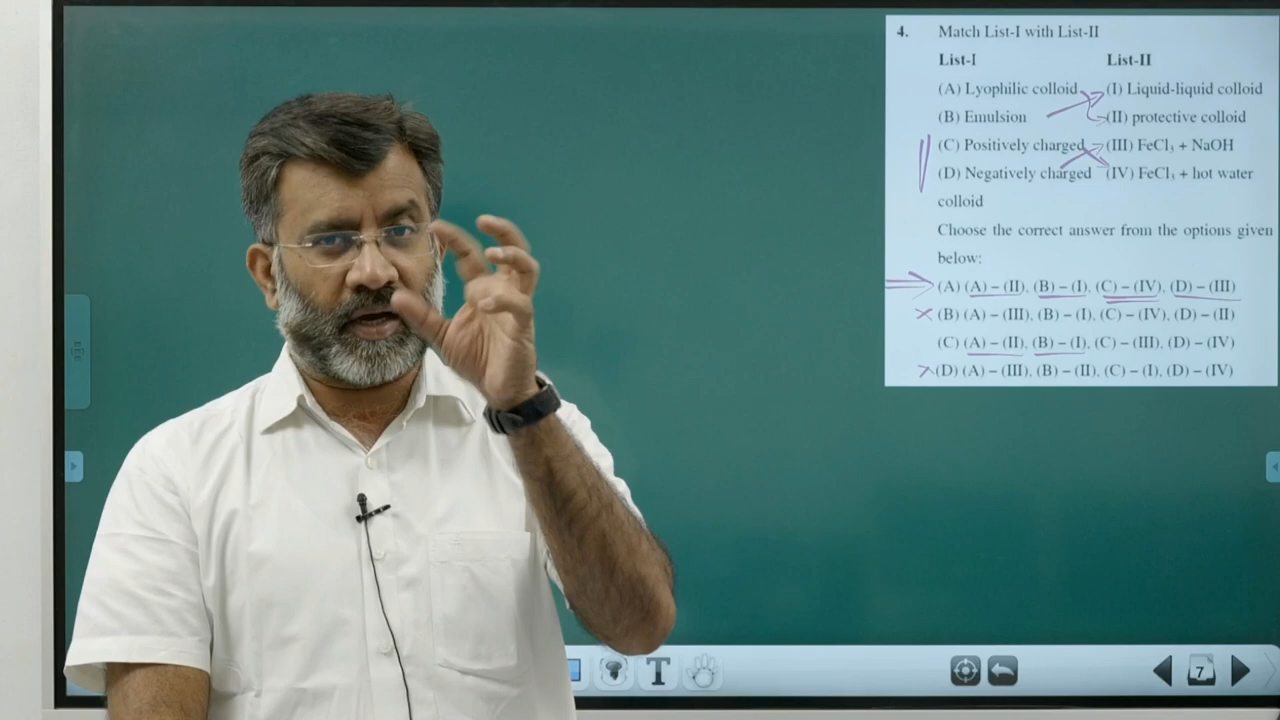 4. Match List-I with List-II
List-I List-II
(A) Lyophilic colloid (I) Liquid-liquid colloid
(B) Emulsion (II) protective colloid
(C) Positively charged (III) FeCl₃ + NaOH
(D) Negatively charged (IV) FeCl₃ + hot water
colloid
Choose the correct answer from the options given
below:
(A) (A) – (II), (B) – (I), (C) – (IV), (D) – (III)
(B) (A) – (III), (B) – (I), (C) – (IV), (D) – (II)
(C) (A) – (II), (B) – (I), (C) – (III), (D) – (IV)
(D) (A) – (III), (B) – (II), (C) – (I), (D) – (IV)
T
7